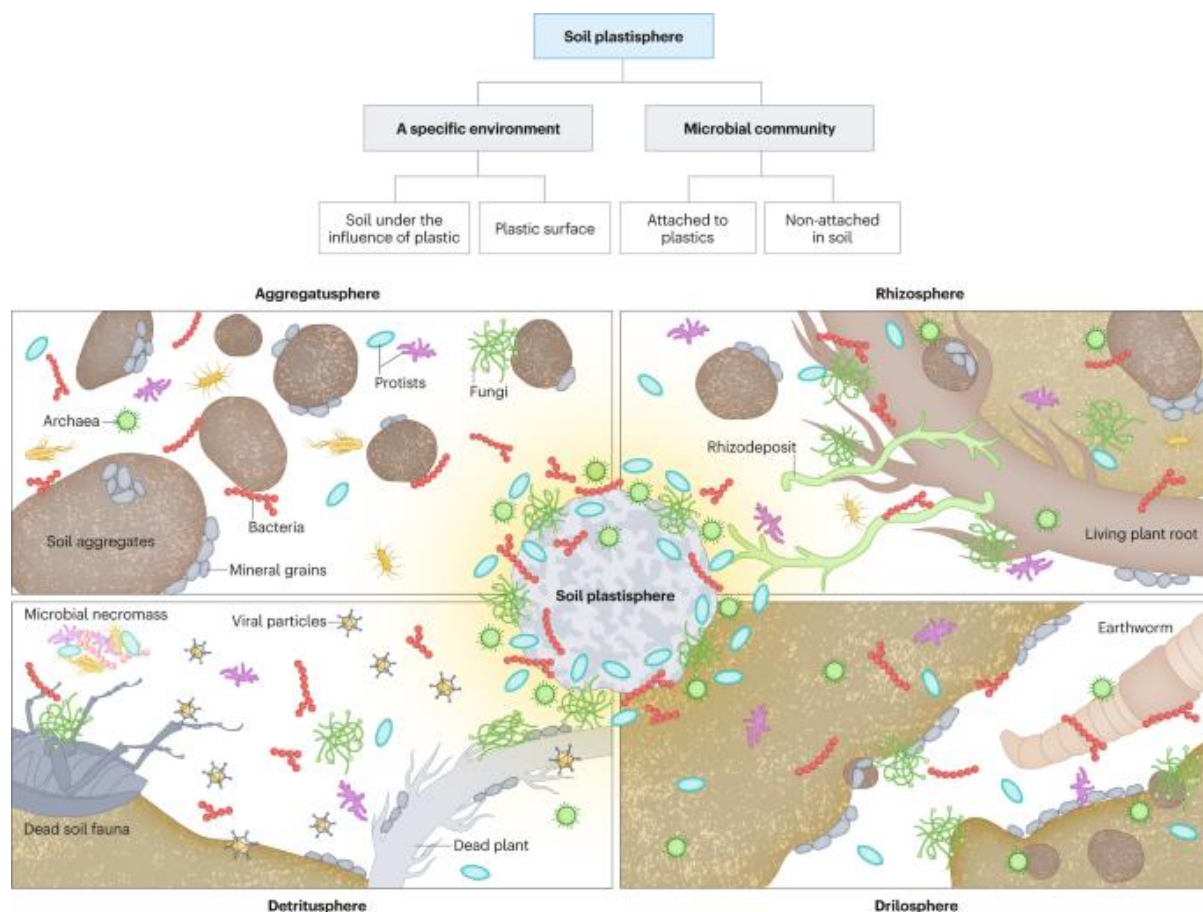 Soil plastisphere
A specific environment
Microbial community
Soil under the
influence of plastic
Plastic surface
Attached to
plastics
Non-attached
in soil
Aggregatusphere
Rhizosphere
Protists
Fungi
Archaea
Rhizodeposit
Bacteria
Soil aggregates
Living plant root
Mineral grains
Soil plastisphere
Microbial necromass
Viral particles
Earthworm
Dead soil fauna
Dead plant
Detritusphere
Drilosphere